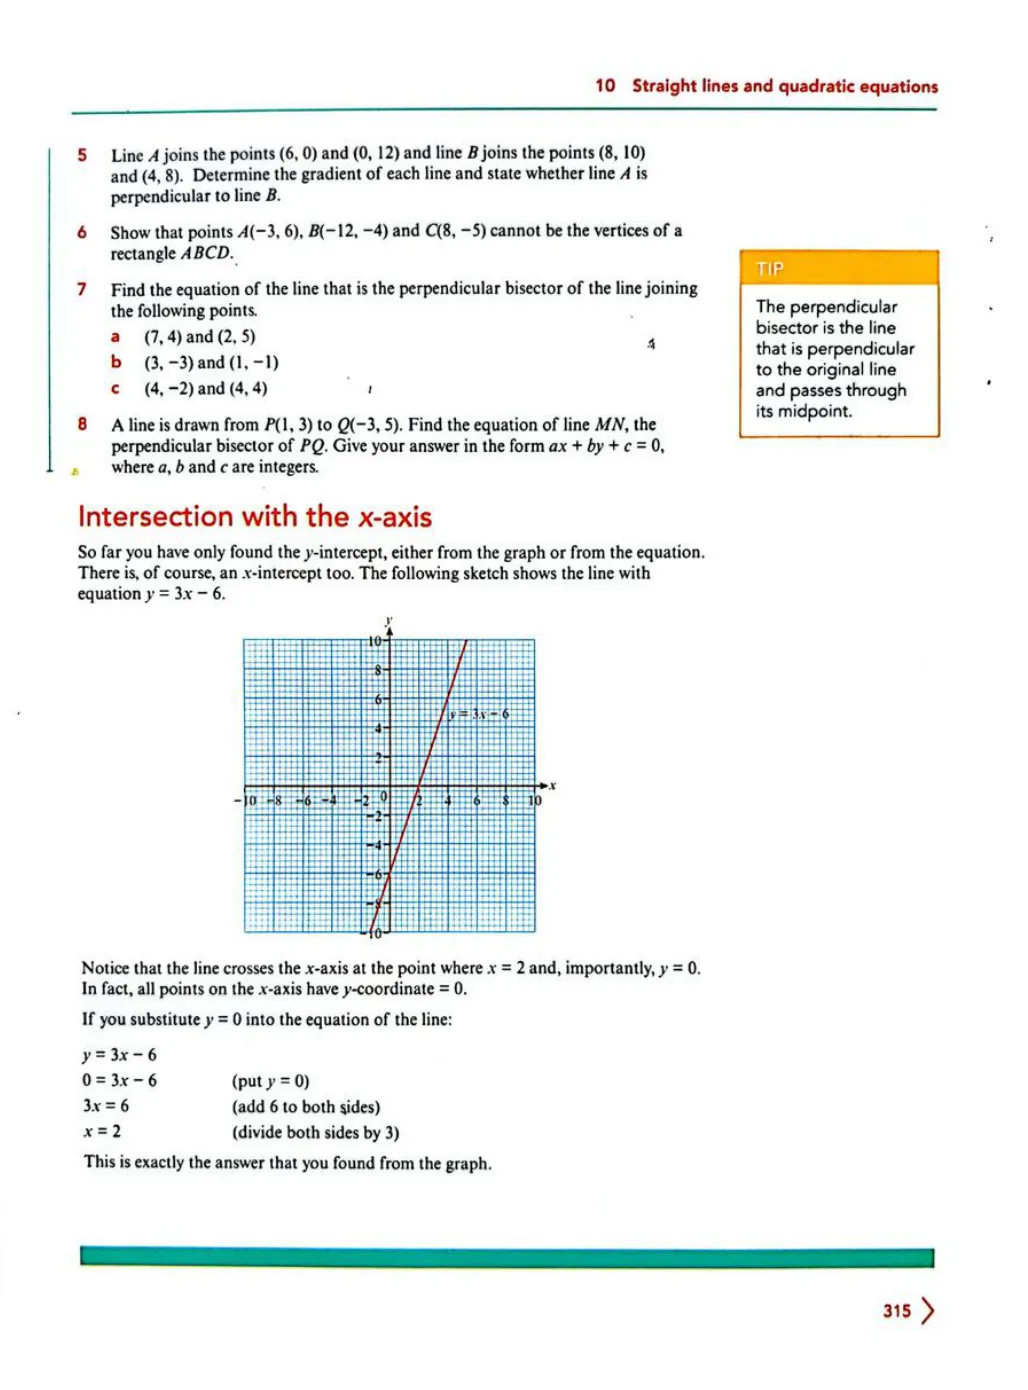 10 Straight lines and quadratic equations
5 Line A joins the points (6, 0) and (0, 12) and line B joins the points (8, 10)
and (4, 8). Determine the gradient of each line and state whether line A is
perpendicular to line B.
6 Show that points A(−3, 6), B(−12, −4) and C(8, −5) cannot be the vertices of a
rectangle ABCD.
7 Find the equation of the line that is the perpendicular bisector of the line joining
the following points.
a (7, 4) and (2, 5)
b (3, −3) and (1, −1)
c (4, −2) and (4, 4)
8 A line is drawn from P(1, 3) to Q(−3, 5). Find the equation of line MN, the
perpendicular bisector of PQ. Give your answer in the form ax + by + c = 0,
where a, b and c are integers.
TIP
The perpendicular
bisector is the line
that is perpendicular
to the original line
and passes through
its midpoint.
Intersection with the x-axis
So far you have only found the y-intercept, either from the graph or from the equation.
There is, of course, an x-intercept too. The following sketch shows the line with
equation y = 3x − 6.
y
10
8
6
y = 3x − 6
4
2
x
−10 −8 −6 −4 −2 0 2 4 6 8 10
−2
−4
−6
−8
−10
Notice that the line crosses the x-axis at the point where x = 2 and, importantly, y = 0.
In fact, all points on the x-axis have y-coordinate = 0.
If you substitute y = 0 into the equation of the line:
y = 3x − 6
0 = 3x − 6 (put y = 0)
3x = 6 (add 6 to both sides)
x = 2 (divide both sides by 3)
This is exactly the answer that you found from the graph.
315